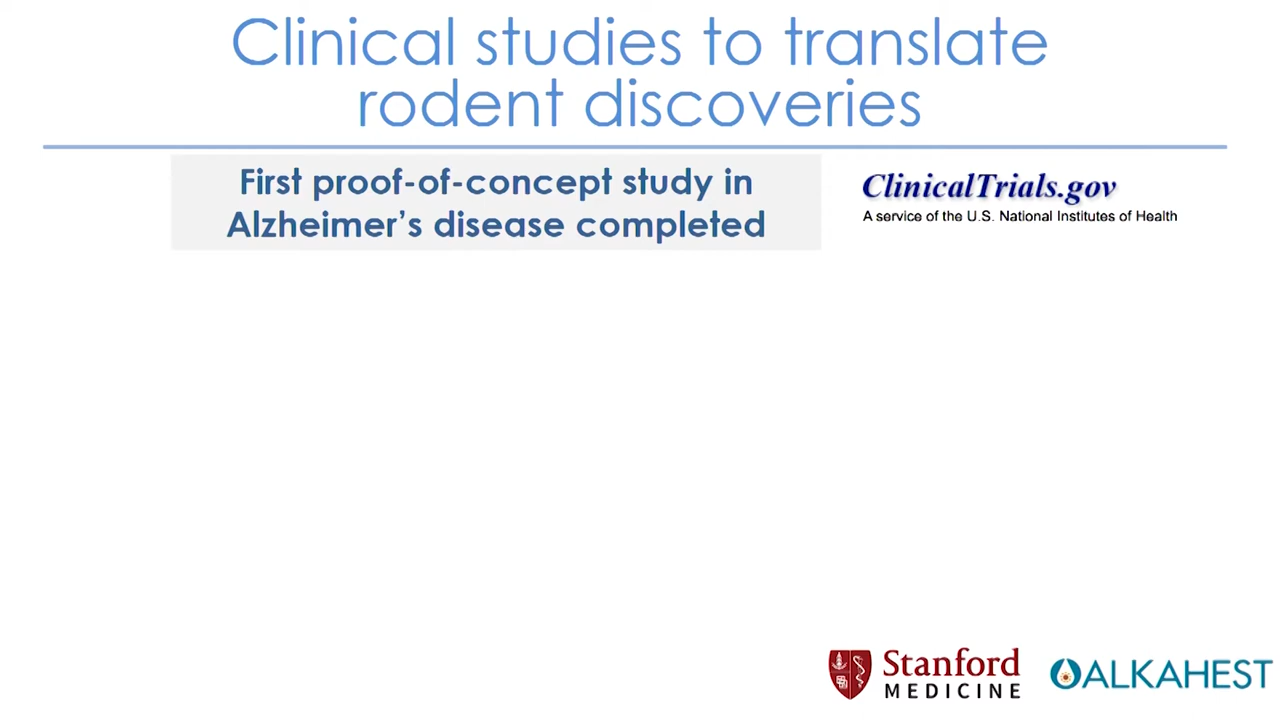 Clinical studies to translate
rodent discoveries
First proof-of-concept study in
Alzheimer’s disease completed
ClinicalTrials.gov
A service of the U.S. National Institutes of Health
Stanford
MEDICINE
ALKAHEST